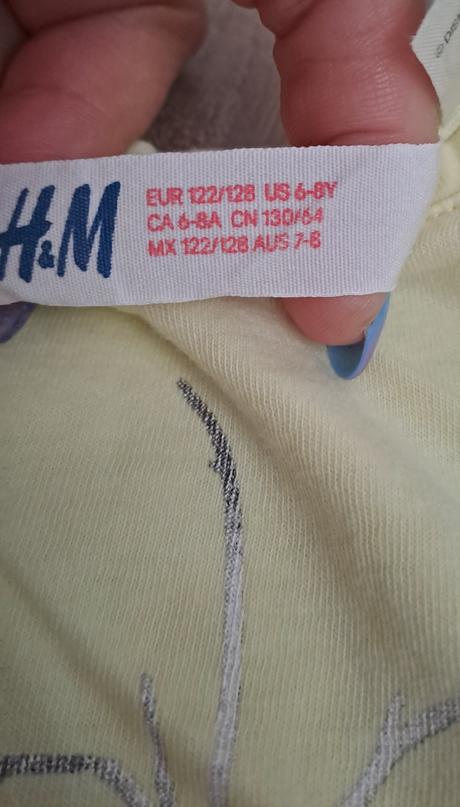 H&M
EUR 122/128 US 6-8Y
CA 6-8A CN 130/64
MX 122/128 AUS 7-8